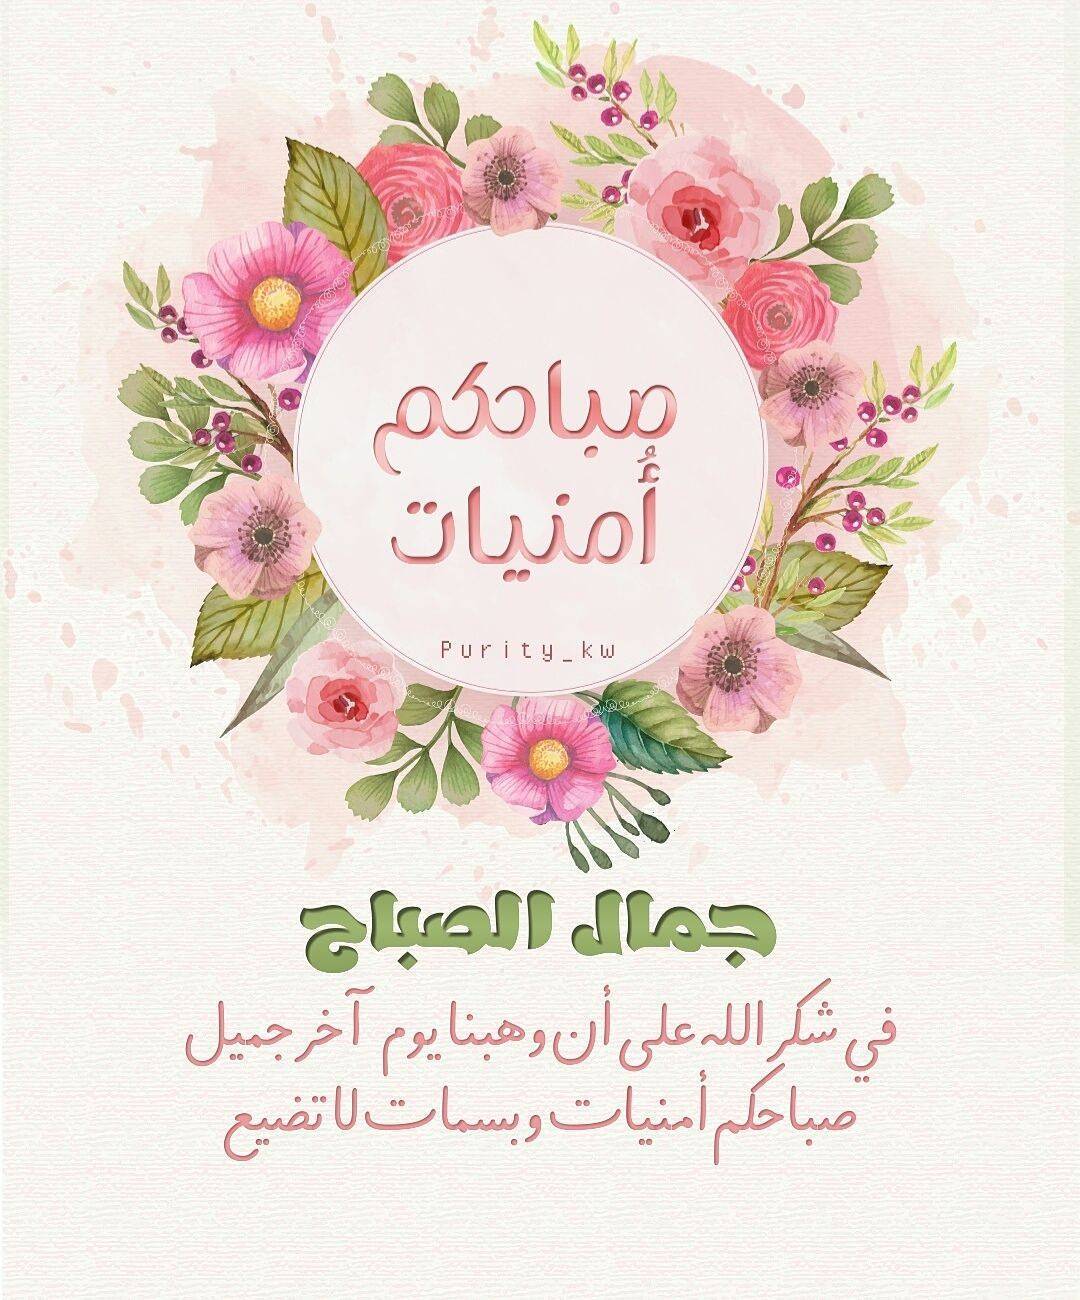 صباحكم
أُمنيات
Purity_kw
جمال الصباح
في شكر الله على أن وهبنا يوم آخر جميل
صباحكم أمنيات وبسمات لا تضيع